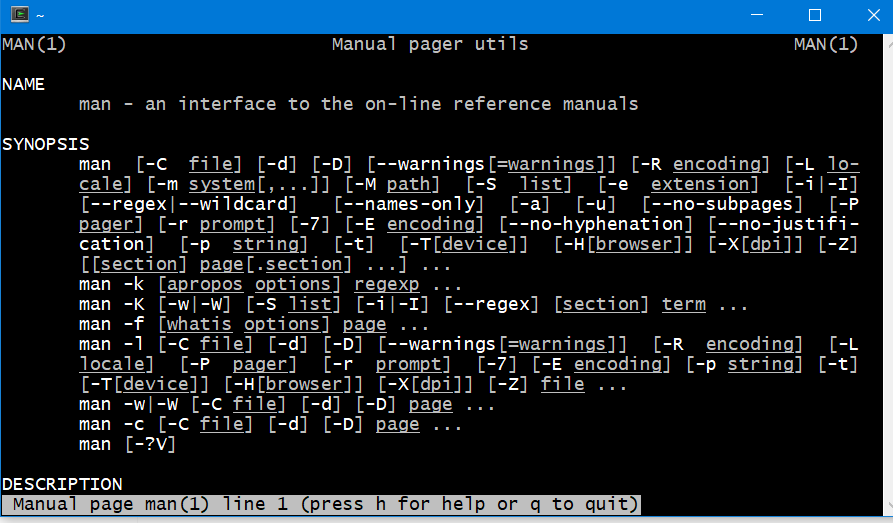 ~
MAN(1) Manual pager utils MAN(1)
NAME
man - an interface to the on-line reference manuals
SYNOPSIS
man [-C file] [-d] [-D] [--warnings[=warnings]] [-R encoding] [-L lo-
cale] [-m system[,...]] [-M path] [-S list] [-e extension] [-i|-I]
[--regex|--wildcard] [--names-only] [-a] [-u] [--no-subpages] [-P
pager] [-r prompt] [-7] [-E encoding] [--no-hyphenation] [--no-justifi-
cation] [-p string] [-t] [-T[device]] [-H[browser]] [-X[dpi]] [-Z]
[[section] page[.section] ...] ...
man -k [apropos options] regexp ...
man -K [-w|-W] [-S list] [-i|-I] [--regex] [section] term ...
man -f [whatis options] page ...
man -l [-C file] [-d] [-D] [--warnings[=warnings]] [-R encoding] [-L
locale] [-P pager] [-r prompt] [-7] [-E encoding] [-p string] [-t]
[-T[device]] [-H[browser]] [-X[dpi]] [-Z] file ...
man -w|-W [-C file] [-d] [-D] page ...
man -c [-C file] [-d] [-D] page ...
man [-?V]
DESCRIPTION
Manual page man(1) line 1 (press h for help or q to quit)